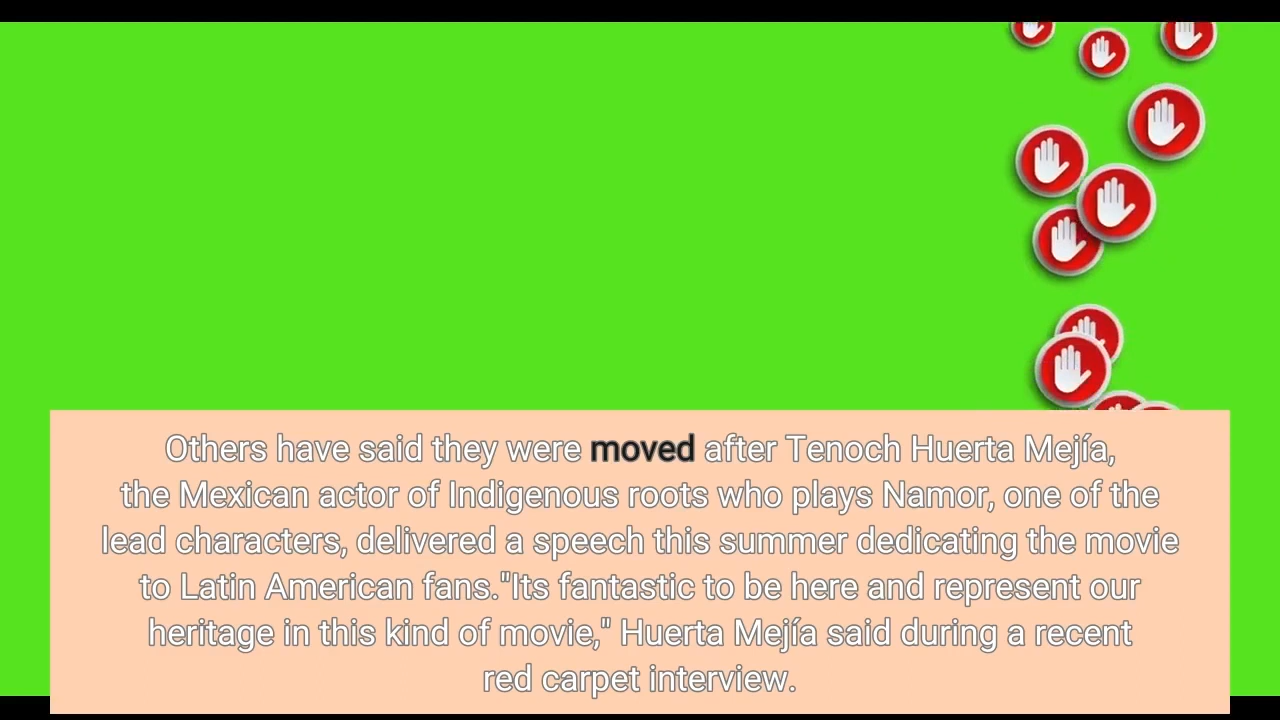 Others have said they were moved after Tenoch Huerta Mejía,
the Mexican actor of Indigenous roots who plays Namor, one of the
lead characters, delivered a speech this summer dedicating the movie
to Latin American fans."Its fantastic to be here and represent our
heritage in this kind of movie," Huerta Mejía said during a recent
red carpet interview.